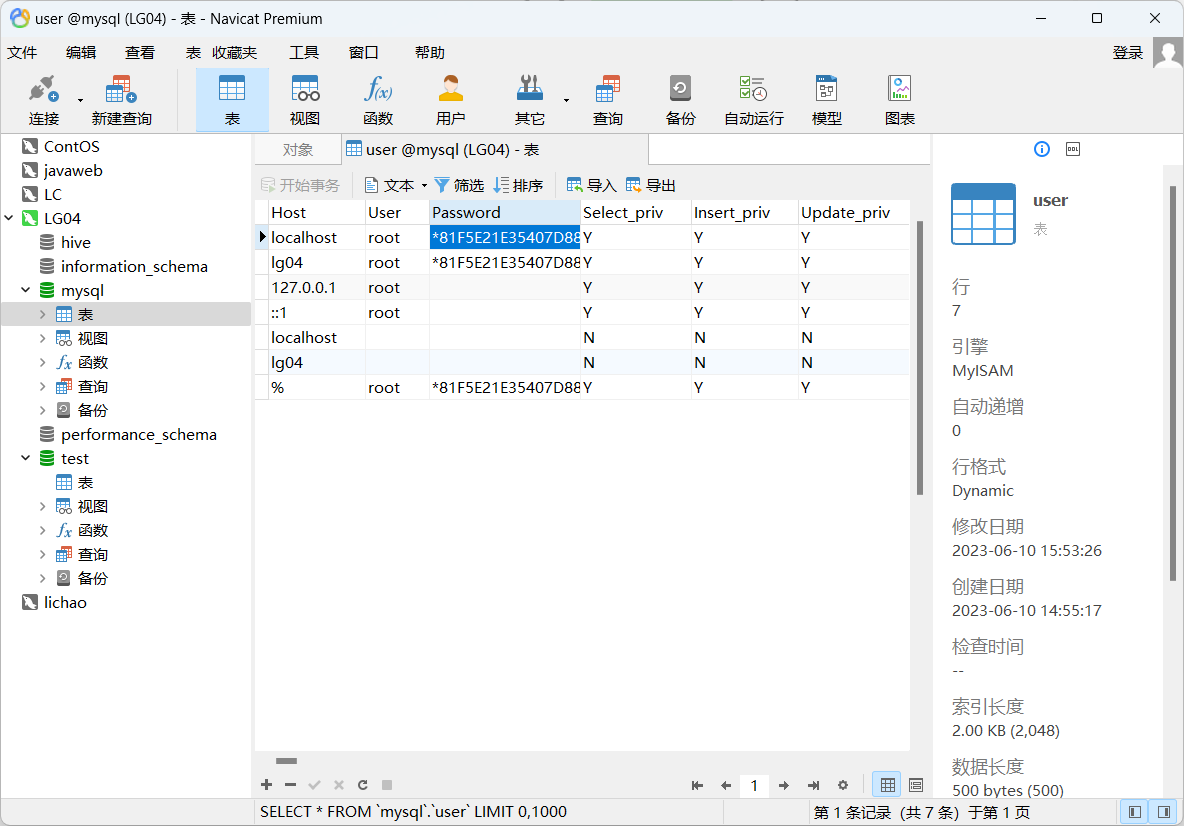 user @mysql (LG04) - 表 - Navicat Premium
文件 编辑 查看 表 收藏夹 工具 窗口 帮助 登录
连接 新建查询 表 视图 函数 用户 其它 查询 备份 自动运行 模型 图表
ContOS
javaweb
LC
LG04
hive
information_schema
mysql
表
视图
函数
查询
备份
performance_schema
test
表
视图
函数
查询
备份
lichao
对象 user @mysql (LG04) - 表
开始事务 文本 筛选 排序 导入 导出
Host User Password Select_priv Insert_priv Update_priv
localhost root *81F5E21E35407D88 Y Y Y
lg04 root *81F5E21E35407D88 Y Y Y
127.0.0.1 root Y Y Y
::1 root Y Y Y
localhost N N N
lg04 N N N
% root *81F5E21E35407D88 Y Y Y
1
DDL
user
表
行
7
引擎
MyISAM
自动递增
0
行格式
Dynamic
修改日期
2023-06-10 15:53:26
创建日期
2023-06-10 14:55:17
检查时间
--
索引长度
2.00 KB (2,048)
数据长度
500 bytes (500)
SELECT * FROM `mysql`.`user` LIMIT 0,1000
第 1 条记录 (共 7 条) 于第 1 页